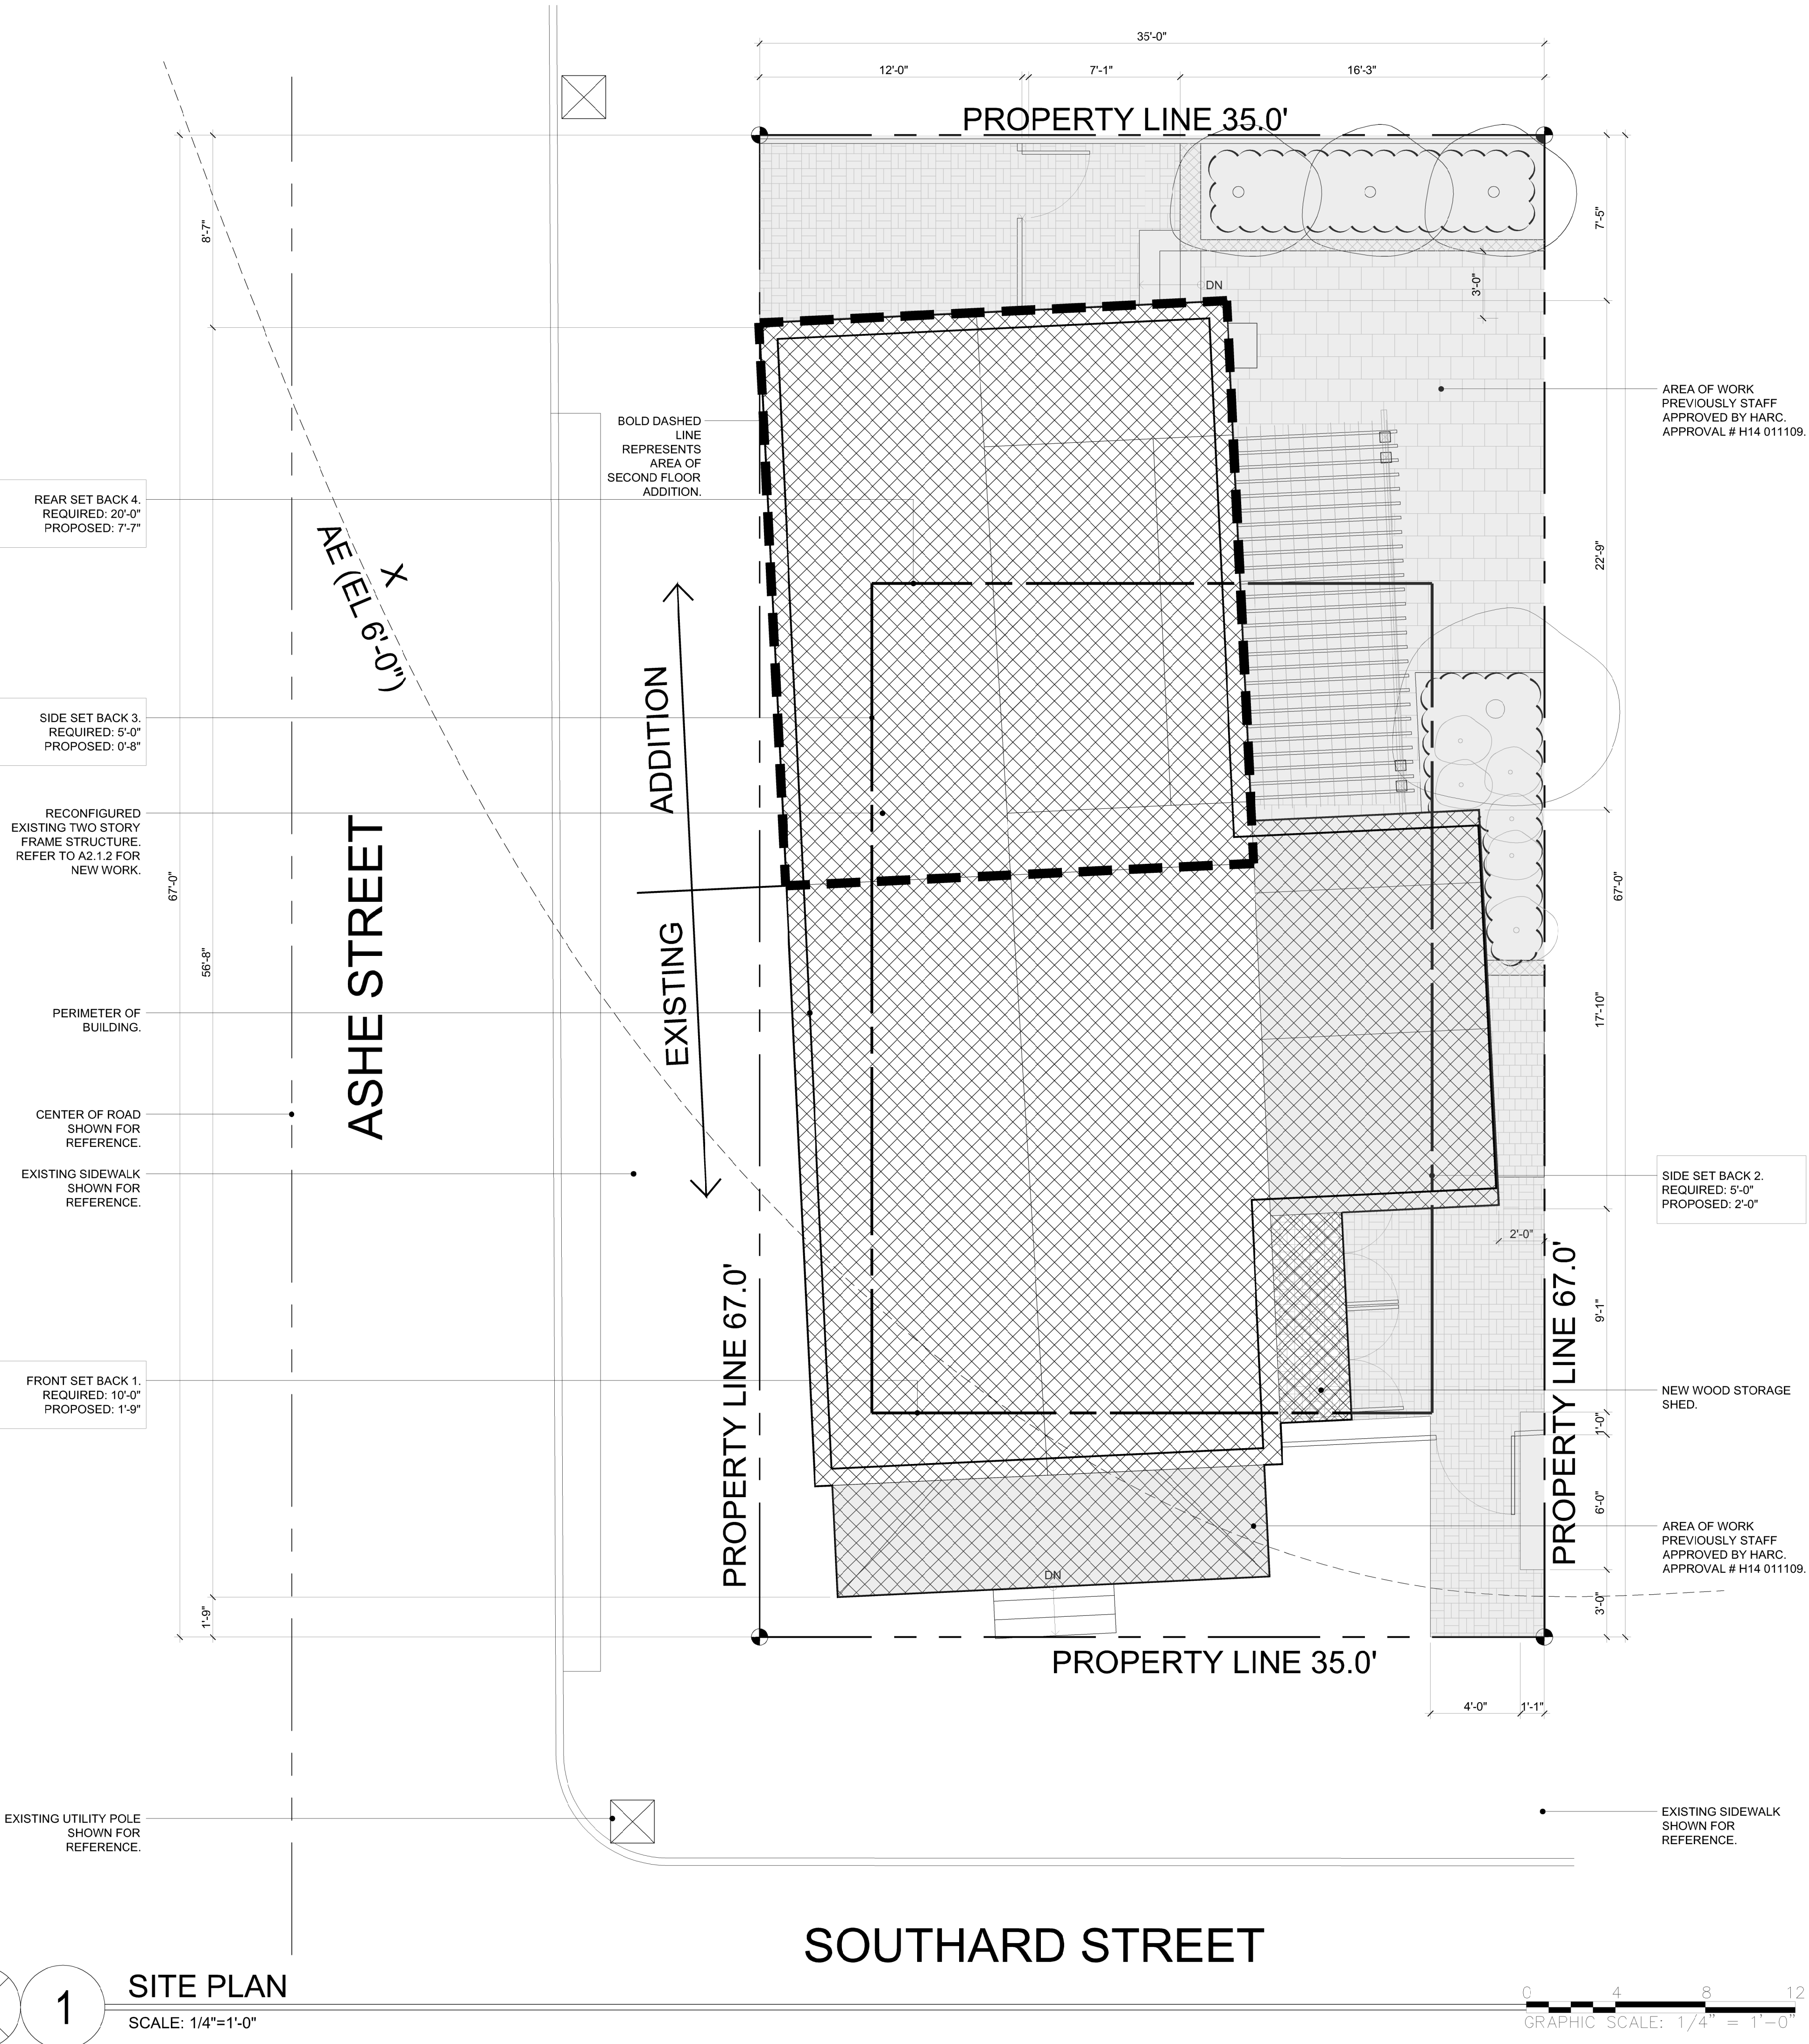 35'-0"
12'-0"
7'-1"
16'-3"
PROPERTY LINE 35.0'
8'-7"
7'-5"
3'-0"
DN
BOLD DASHED
LINE
REPRESENTS
AREA OF
SECOND FLOOR
ADDITION.
AREA OF WORK
PREVIOUSLY STAFF
APPROVED BY HARC.
APPROVAL # H14 011109.
REAR SET BACK 4.
REQUIRED: 20'-0"
PROPOSED: 7'-7"
X
AE (EL 6'-0")
22'-9"
SIDE SET BACK 3.
REQUIRED: 5'-0"
PROPOSED: 0'-8"
ADDITION
RECONFIGURED
EXISTING TWO STORY
FRAME STRUCTURE.
REFER TO A2.1.2 FOR
NEW WORK.
67'-0"
56'-8"
ASHE STREET
EXISTING
67'-0"
17'-10"
PERIMETER OF
BUILDING.
CENTER OF ROAD
SHOWN FOR
REFERENCE.
EXISTING SIDEWALK
SHOWN FOR
REFERENCE.
SIDE SET BACK 2.
REQUIRED: 5'-0"
PROPOSED: 2'-0"
2'-0"
PROPERTY LINE 67.0'
PROPERTY LINE 67.0'
9'-1"
FRONT SET BACK 1.
REQUIRED: 10'-0"
PROPOSED: 1'-9"
NEW WOOD STORAGE
SHED.
1'-0"
6'-0"
AREA OF WORK
PREVIOUSLY STAFF
APPROVED BY HARC.
APPROVAL # H14 011109.
DN
1'-9"
3'-0"
PROPERTY LINE 35.0'
4'-0"
1'-1"
EXISTING UTILITY POLE
SHOWN FOR
REFERENCE.
EXISTING SIDEWALK
SHOWN FOR
REFERENCE.
SOUTHARD STREET
1
SITE PLAN
SCALE: 1/4"=1'-0"
0 4 8 12
GRAPHIC SCALE: 1/4" = 1'-0"